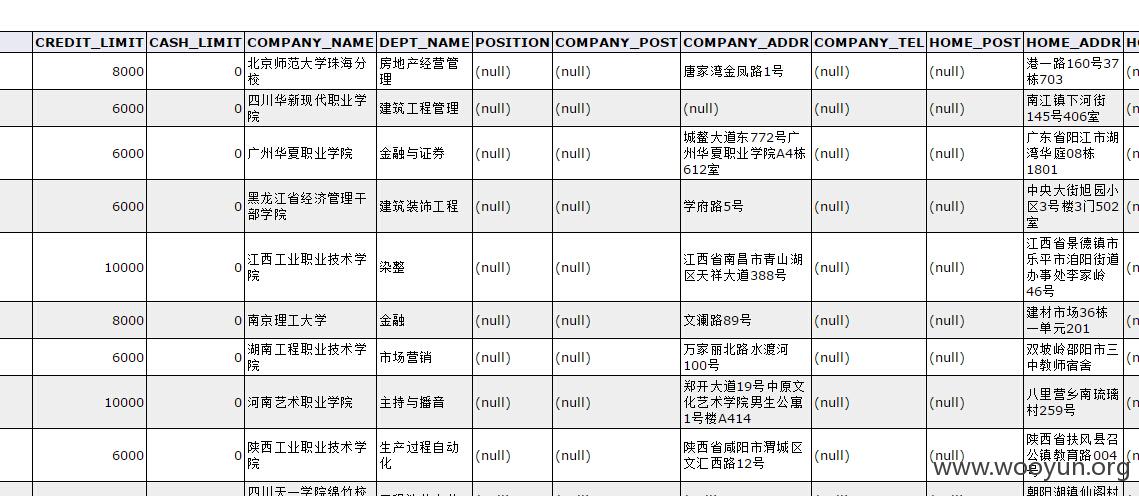 CREDIT_LIMIT CASH_LIMIT COMPANY_NAME DEPT_NAME POSITION COMPANY_POST COMPANY_ADDR COMPANY_TEL HOME_POST HOME_ADDR
8000
0
北京师范大学珠海分
校
房地产经营管
理
(null)
(null)
唐家湾金凤路1号
(null)
(null)
港一路160号37
栋703
6000
0
四川华新现代职业学
院
建筑工程管理
(null)
(null)
(null)
(null)
(null)
南江镇下河街
145号406室
6000
0
广州华夏职业学院
金融与证券
(null)
(null)
城鳌大道东772号广
州华夏职业学院A4栋
612室
(null)
(null)
广东省阳江市湖
湾华庭08栋
1801
6000
0
黑龙江省经济管理干
部学院
建筑装饰工程
(null)
(null)
学府路5号
(null)
(null)
中央大街旭园小
区3号楼3门502
室
10000
0
江西工业职业技术学
院
染整
(null)
(null)
江西省南昌市青山湖
区天祥大道388号
(null)
(null)
江西省景德镇市
乐平市洎阳街道
办事处李家岭
46号
8000
0
南京理工大学
金融
(null)
(null)
文澜路89号
(null)
(null)
建材市场36栋
一单元201
6000
0
湖南工程职业技术学
院
市场营销
(null)
(null)
万家丽北路水渡河
100号
(null)
(null)
双坡岭邵阳市三
中教师宿舍
10000
0
河南艺术职业学院
主持与播音
(null)
(null)
郑开大道19号中原文
化艺术学院男生公寓
1号楼A414
(null)
(null)
八里营乡南琉璃
村259号
6000
0
陕西工业职业技术学
院
生产过程自动
化
(null)
(null)
陕西省咸阳市渭城区
文汇西路12号
(null)
(null)
陕西省扶风县召
公镇教育路004
四川天一学院绵竹校
朝阳湖镇仙阁村
www.wooyun.org